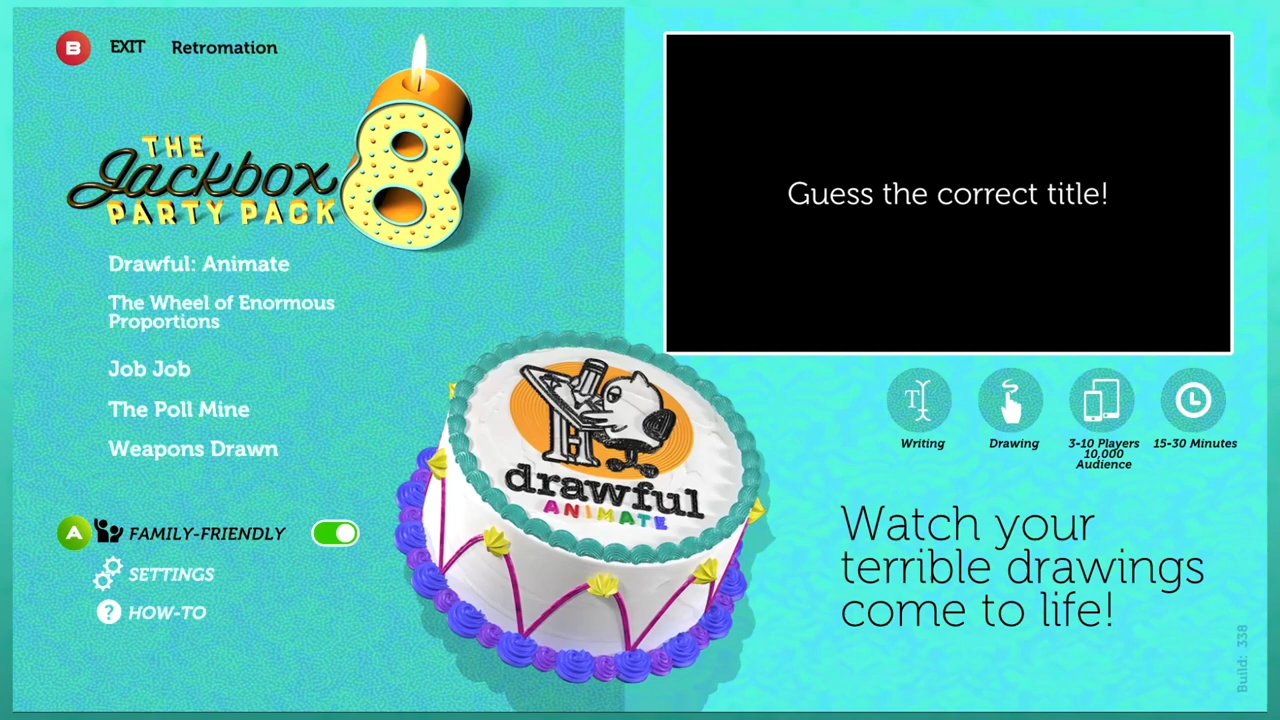 B EXIT Retromation
THE
Jackbox
PARTY PACK
8
Drawful: Animate
The Wheel of Enormous
Proportions
Job Job
The Poll Mine
Weapons Drawn
A FAMILY-FRIENDLY
SETTINGS
? HOW-TO
drawful
ANIMATE
Guess the correct title!
T
Writing
Drawing
3-10 Players
10,000
Audience
15-30 Minutes
Watch your
terrible drawings
come to life!
Build: 338